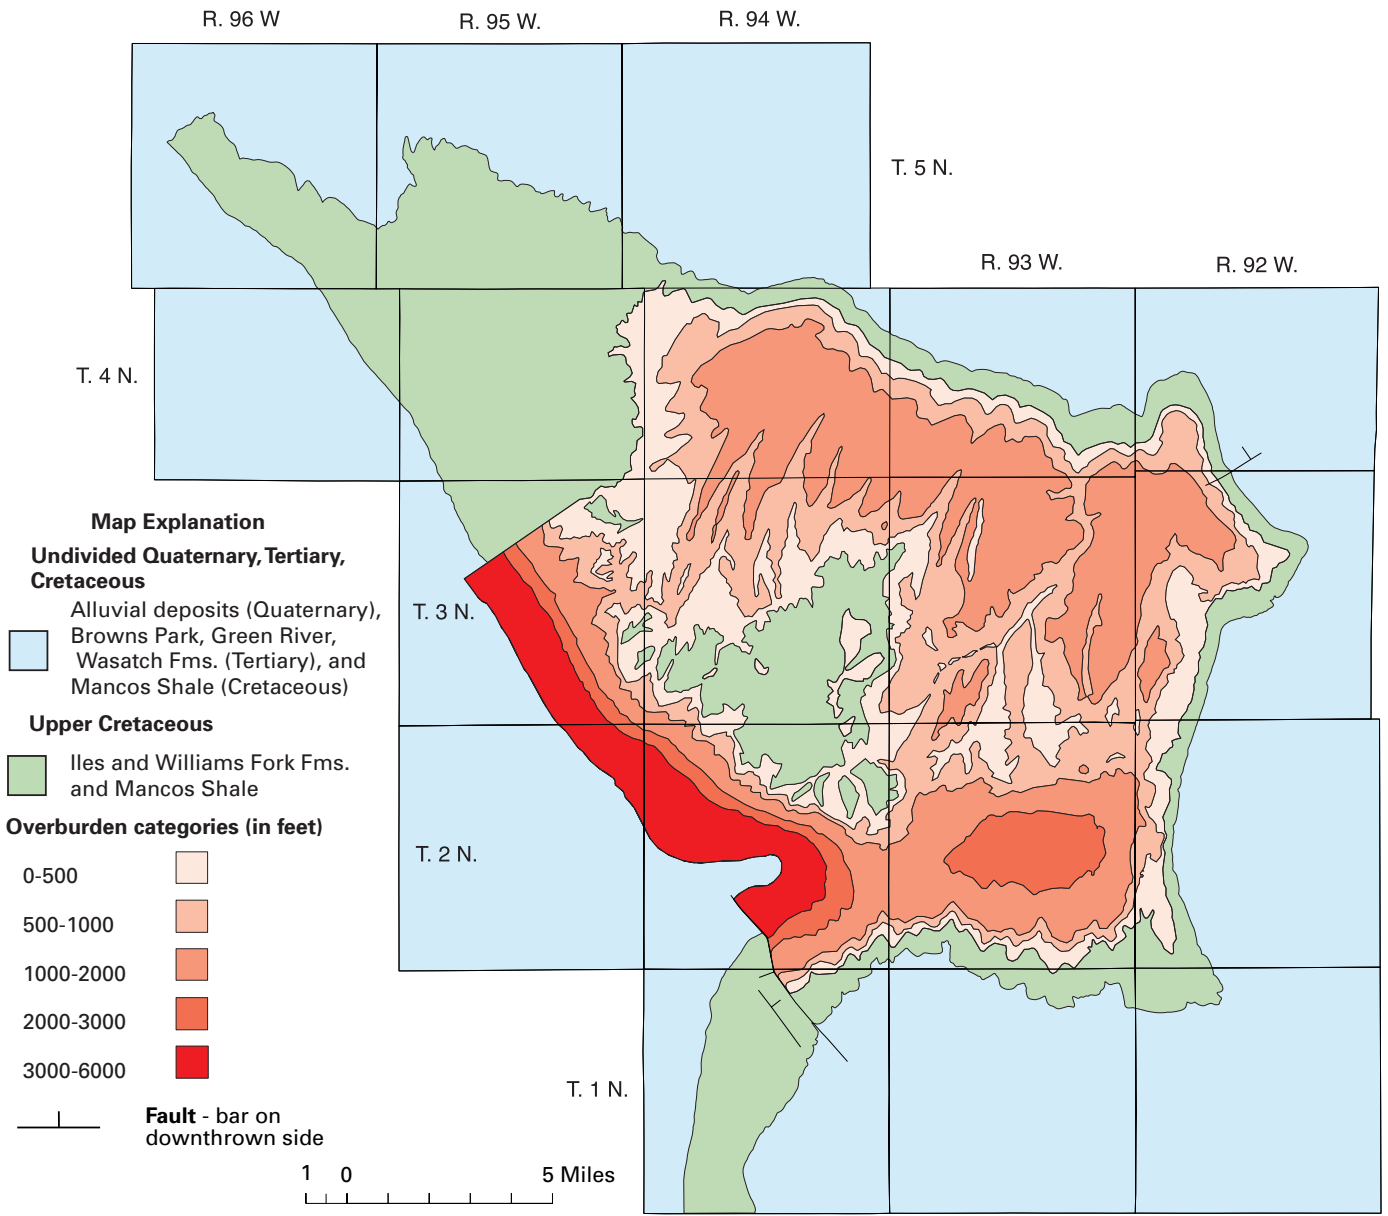 R. 96 W
R. 95 W.
R. 94 W.
T. 5 N.
R. 93 W.
R. 92 W.
T. 4 N.
Map Explanation
Undivided Quaternary, Tertiary,
Cretaceous
Alluvial deposits (Quaternary),
Browns Park, Green River,
Wasatch Fms. (Tertiary), and
Mancos Shale (Cretaceous)
T. 3 N.
Upper Cretaceous
Iles and Williams Fork Fms.
and Mancos Shale
Overburden categories (in feet)
0-500
500-1000
1000-2000
2000-3000
3000-6000
T. 2 N.
T. 1 N.
Fault - bar on
downthrown side
1 0 5 Miles